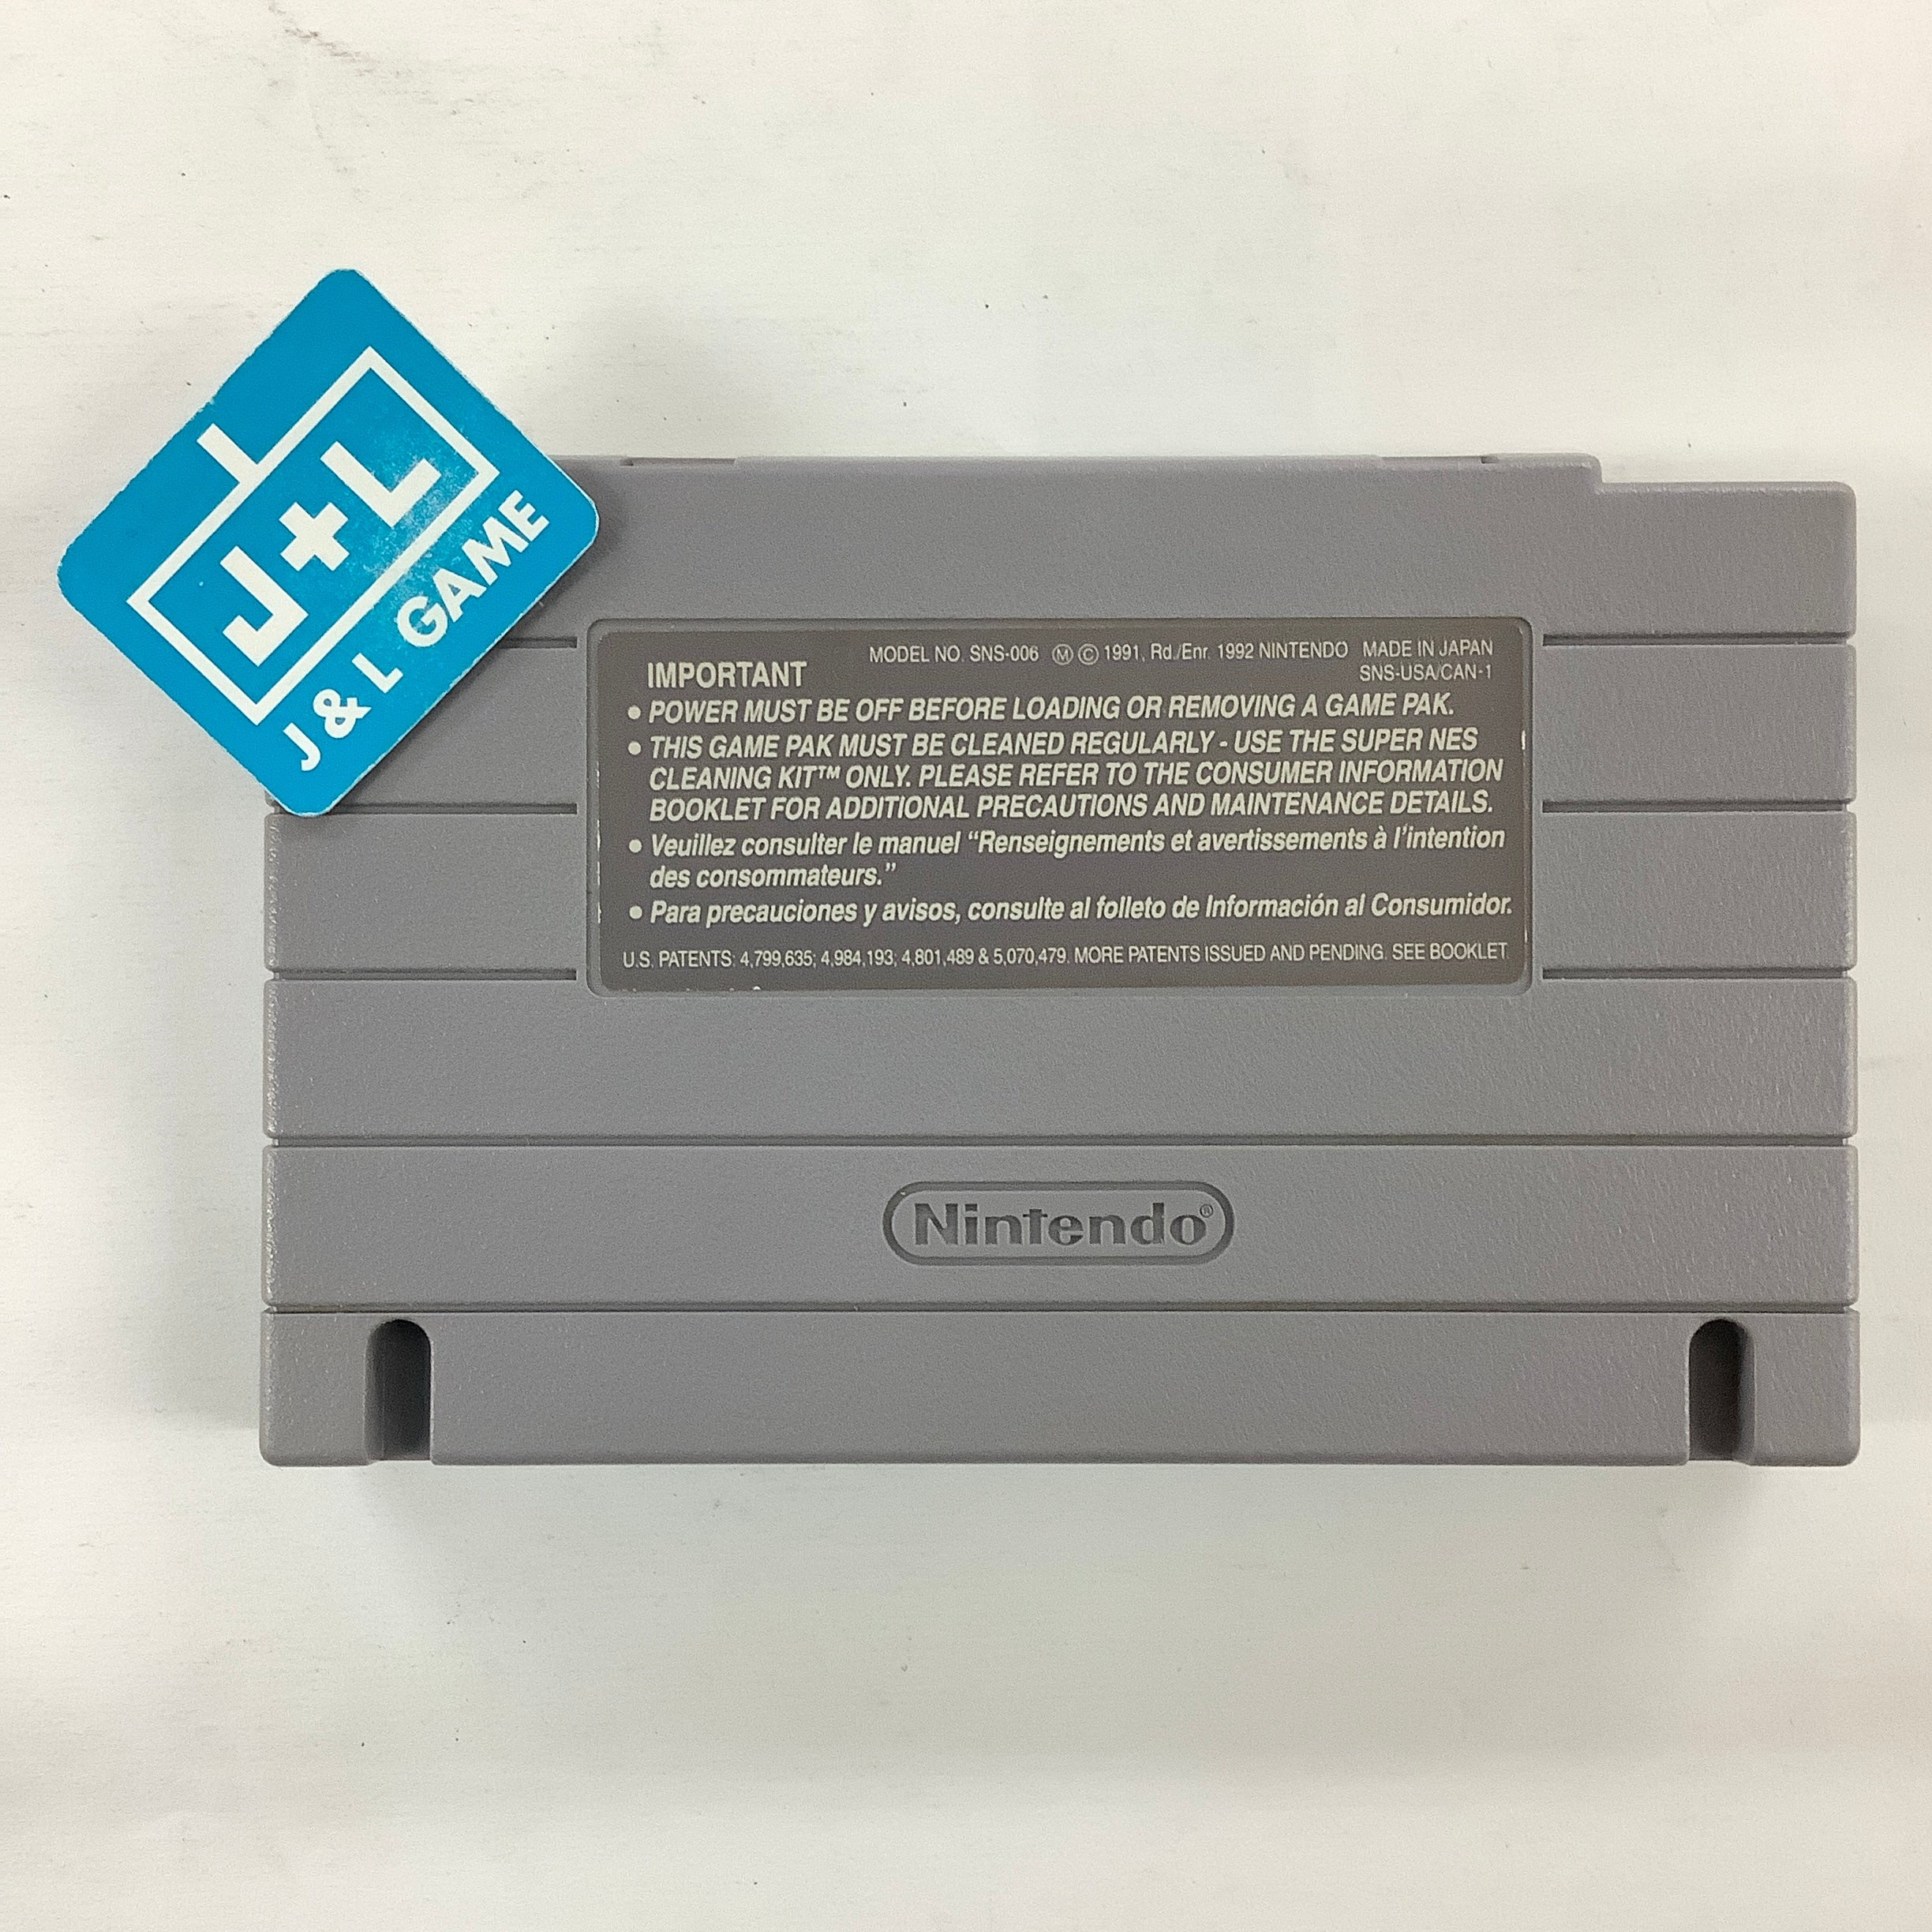 J+L
J & L GAME
MODEL NO. SNS-006 Ⓜ © 1991, Rd./Enr. 1992 NINTENDO MADE IN JAPAN
SNS-USA/CAN-1
IMPORTANT
• POWER MUST BE OFF BEFORE LOADING OR REMOVING A GAME PAK.
• THIS GAME PAK MUST BE CLEANED REGULARLY - USE THE SUPER NES
CLEANING KIT™ ONLY. PLEASE REFER TO THE CONSUMER INFORMATION
BOOKLET FOR ADDITIONAL PRECAUTIONS AND MAINTENANCE DETAILS.
• Veuillez consulter le manuel “Renseignements et avertissements à l’intention
des consommateurs.”
• Para precauciones y avisos, consulte al folleto de Información al Consumidor.
U.S. PATENTS: 4,799,635; 4,984,193; 4,801,489 & 5,070,479. MORE PATENTS ISSUED AND PENDING. SEE BOOKLET.
Nintendo®